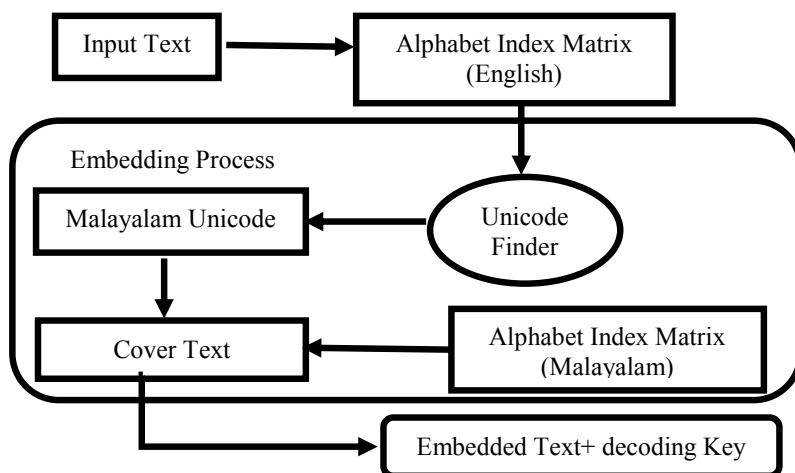 Input Text
Alphabet Index Matrix
(English)
Embedding Process
Malayalam Unicode
Unicode
Finder
Cover Text
Alphabet Index Matrix
(Malayalam)
Embedded Text+ decoding Key